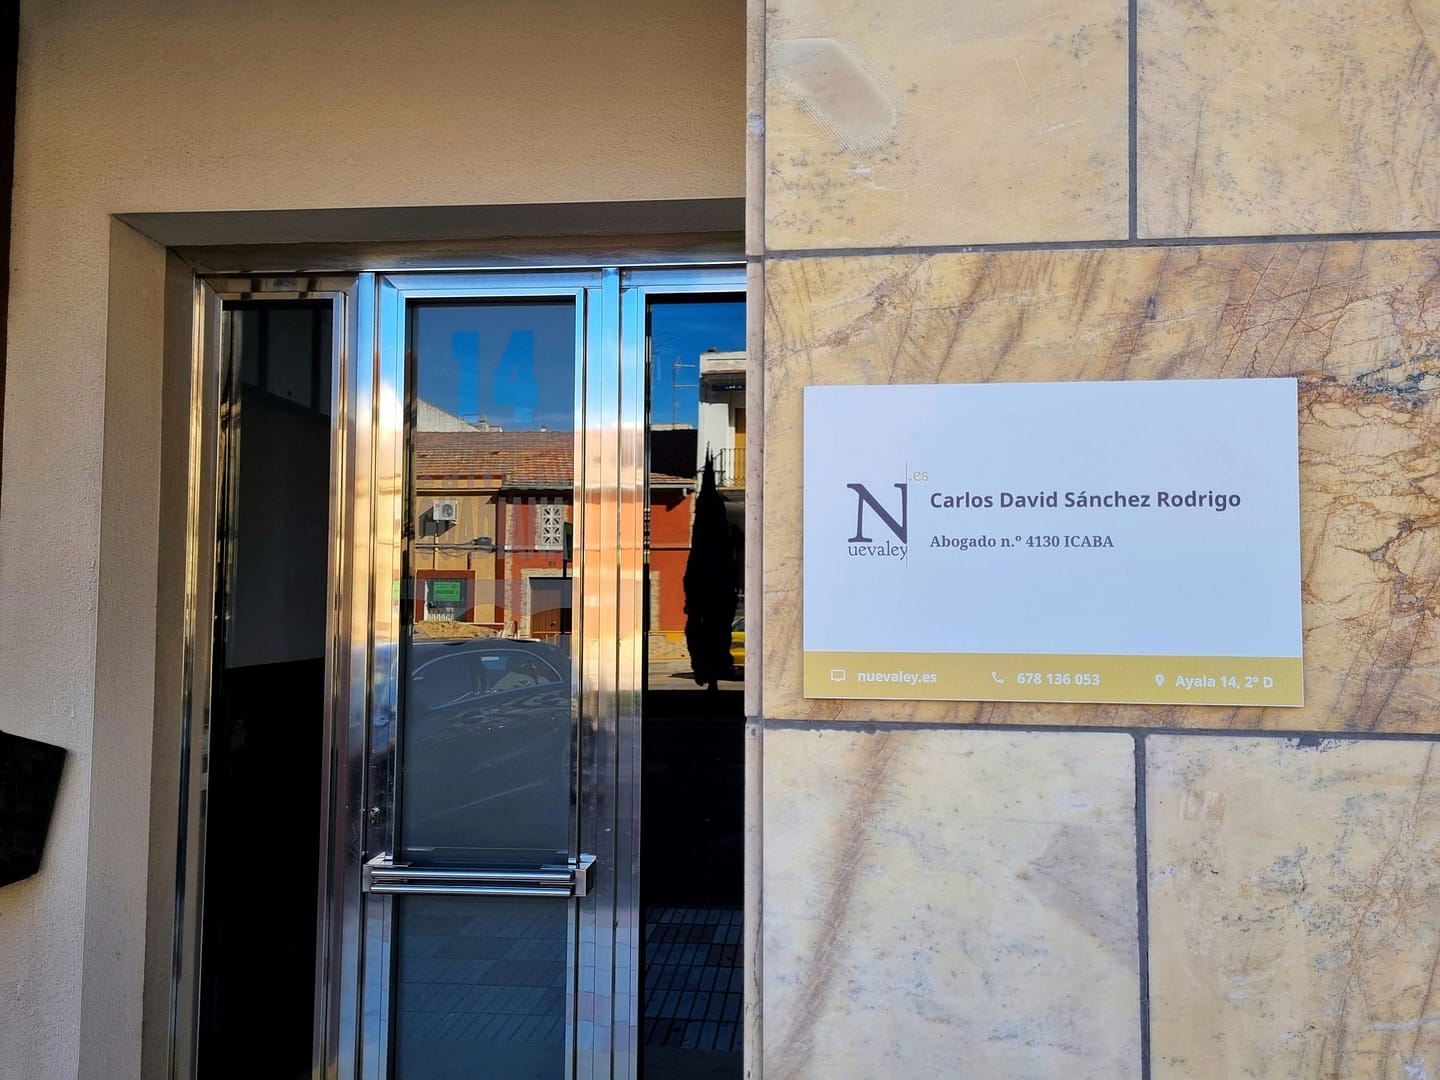 14
N.es
uevaley
Carlos David Sánchez Rodrigo
Abogado n.º 4130 ICABA
nuevaley.es
678 136 053
Ayala 14, 2º D